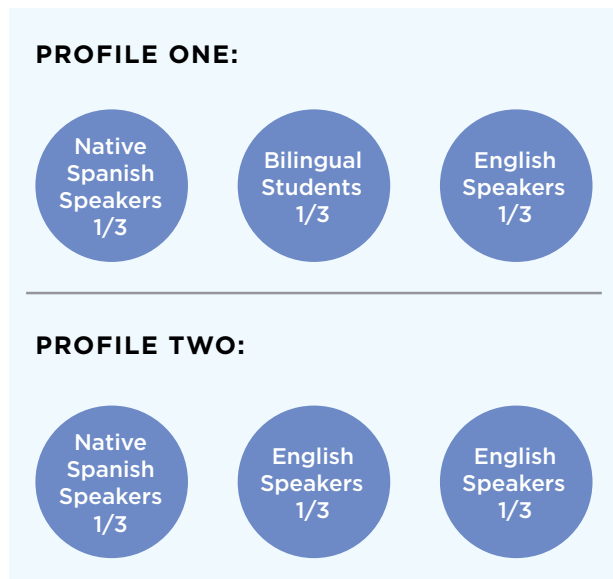 PROFILE ONE:
Native
Spanish
Speakers
1/3
Bilingual
Students
1/3
English
Speakers
1/3
PROFILE TWO:
Native
Spanish
Speakers
1/3
English
Speakers
1/3
English
Speakers
1/3